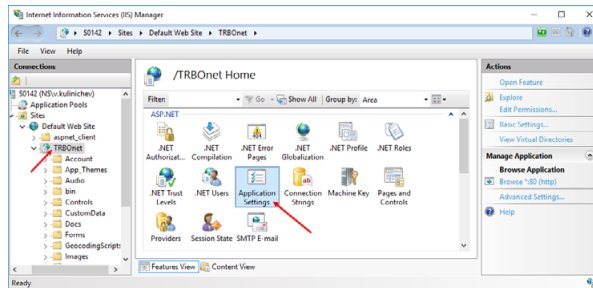 Internet Information Services (IIS) Manager
S0142 ▸ Sites ▸ Default Web Site ▸ TRBOnet ▸
File View Help
Connections
S0142 (NS\v.kulinichev)
Application Pools
Sites
Default Web Site
aspnet_client
TRBOnet
Account
App_Themes
Audio
bin
Controls
CustomData
Docs
Forms
GeocodingScripts
Images
/TRBOnet Home
Filter: Go Show All Group by: Area
ASP.NET
.NET Authorizat...
.NET Compilation
.NET Error Pages
.NET Globalization
.NET Profile
.NET Roles
.NET Trust Levels
.NET Users
Application Settings
Connection Strings
Machine Key
Pages and Controls
Providers
Session State
SMTP E-mail
Features View Content View
Actions
Open Feature
Explore
Edit Permissions...
Basic Settings...
View Virtual Directories
Manage Application
Browse Application
Browse *:80 (http)
Advanced Settings...
Help
Ready